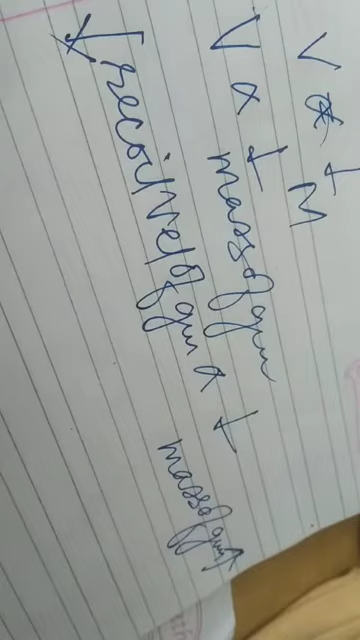 V α 1/M
V α 1/mass of gun
↓ recoil vel of gun α 1/mass of gun ↑